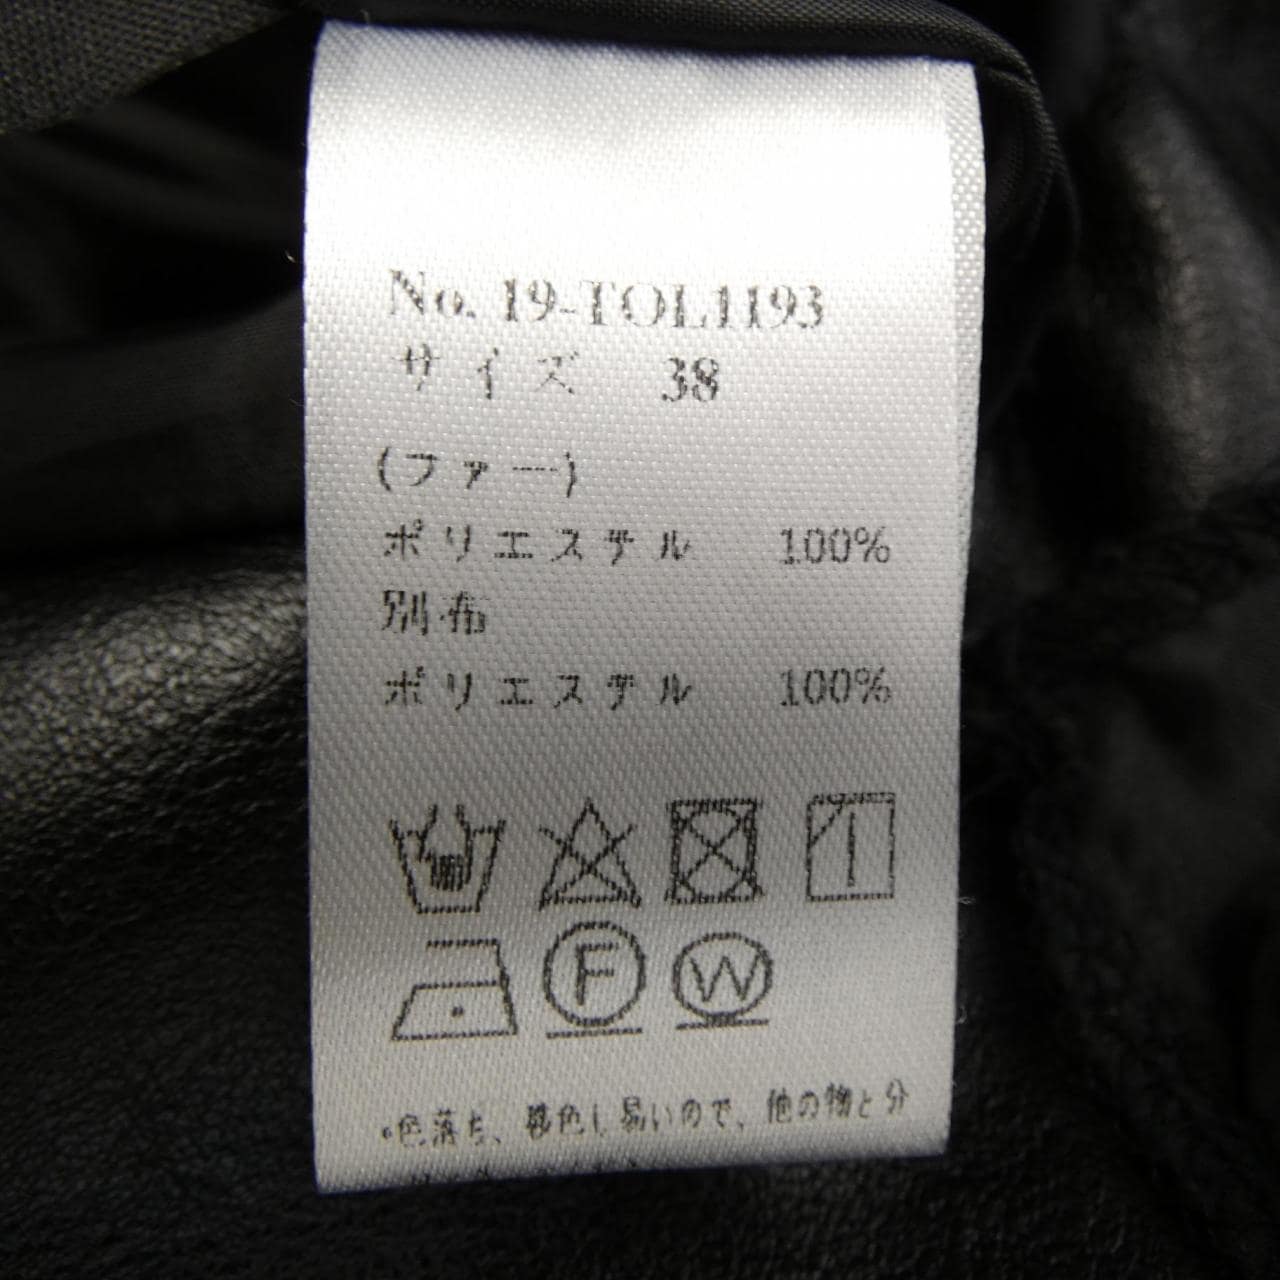 No. 19-TOL1193
サイズ 38
(ファー)
ポリエステル 100%
別布
ポリエステル 100%
F W
・色落ち、移色し易いので、他の物と分